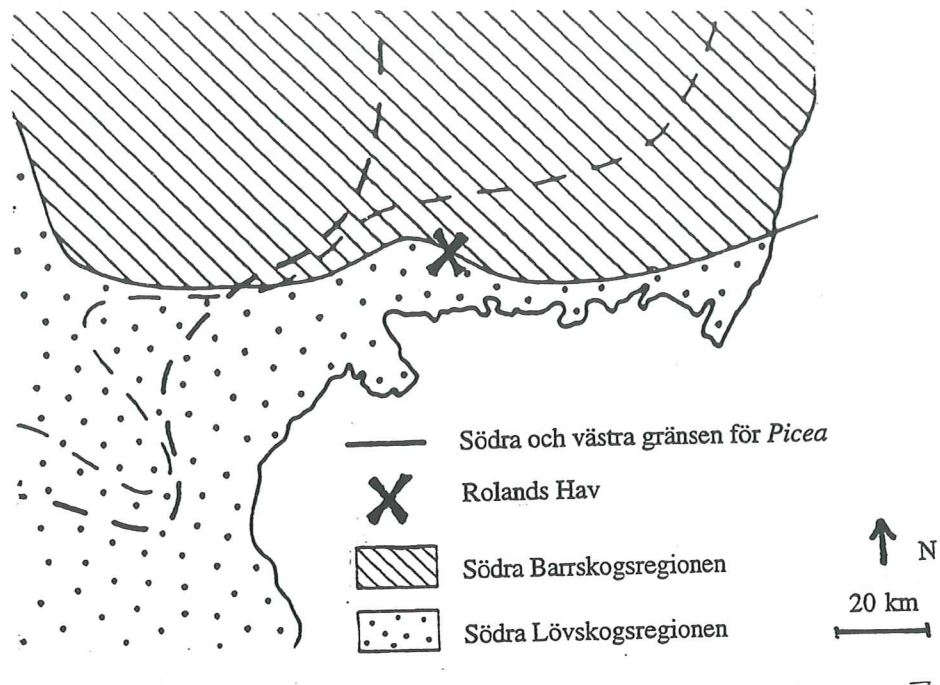 Södra och västra gränsen för Picea
Rolands Hav
N
Södra Barrskogsregionen
20 km
Södra Lövskogsregionen